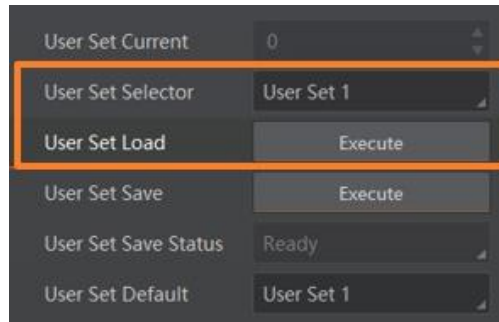 User Set Current 0
User Set Selector User Set 1
User Set Load Execute
User Set Save Execute
User Set Save Status Ready
User Set Default User Set 1